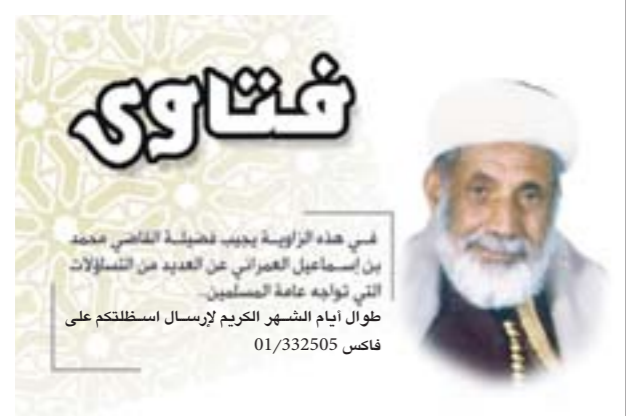 فتاوى
في هذه الزاوية يجيب فضيلة القاضي محمد
بن إسماعيل العمراني عن العديد من التساؤلات
التي تواجه عامة المسلمين..
طوال أيام الشهر الكريم لإرسال اسظلتكم على
فاكس 01/332505